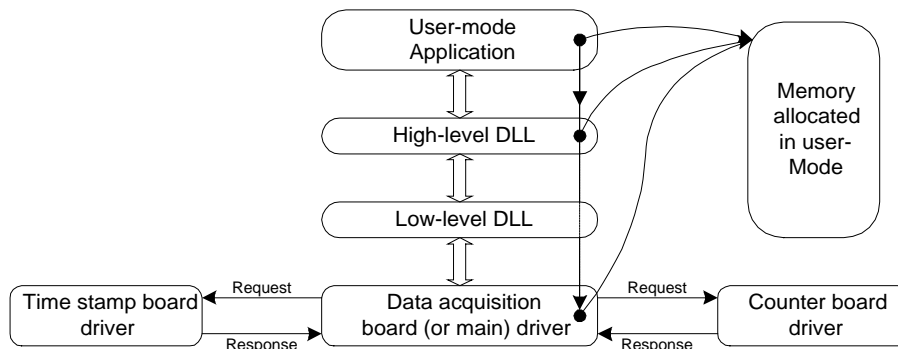 User-mode
Application
Memory
allocated
in user-
Mode
High-level DLL
Low-level DLL
Time stamp board
driver
Request
Response
Data acquisition
board (or main) driver
Request
Response
Counter board
driver